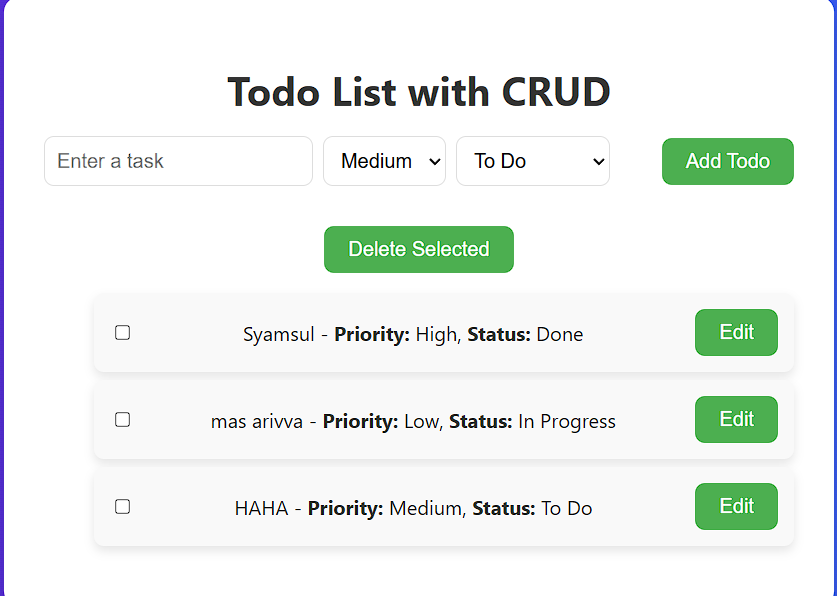 Todo List with CRUD
Enter a task Medium To Do Add Todo
Delete Selected
Syamsul - Priority: High, Status: Done Edit
mas arivva - Priority: Low, Status: In Progress Edit
HAHA - Priority: Medium, Status: To Do Edit